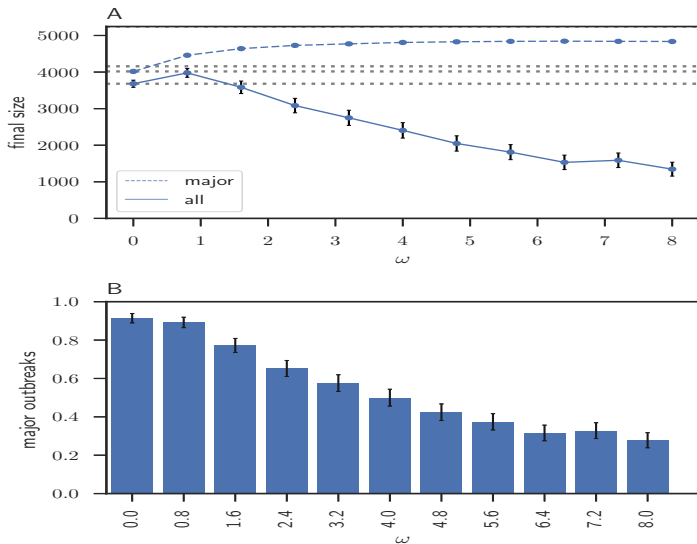 A
final size
5000
4000
3000
2000
1000
0
major
all
0 1 2 3 4 5 6 7 8
ω
B
major outbreaks
1.0
0.8
0.6
0.4
0.2
0.0
0.0 0.8 1.6 2.4 3.2 4.0 4.8 5.6 6.4 7.2 8.0
ω